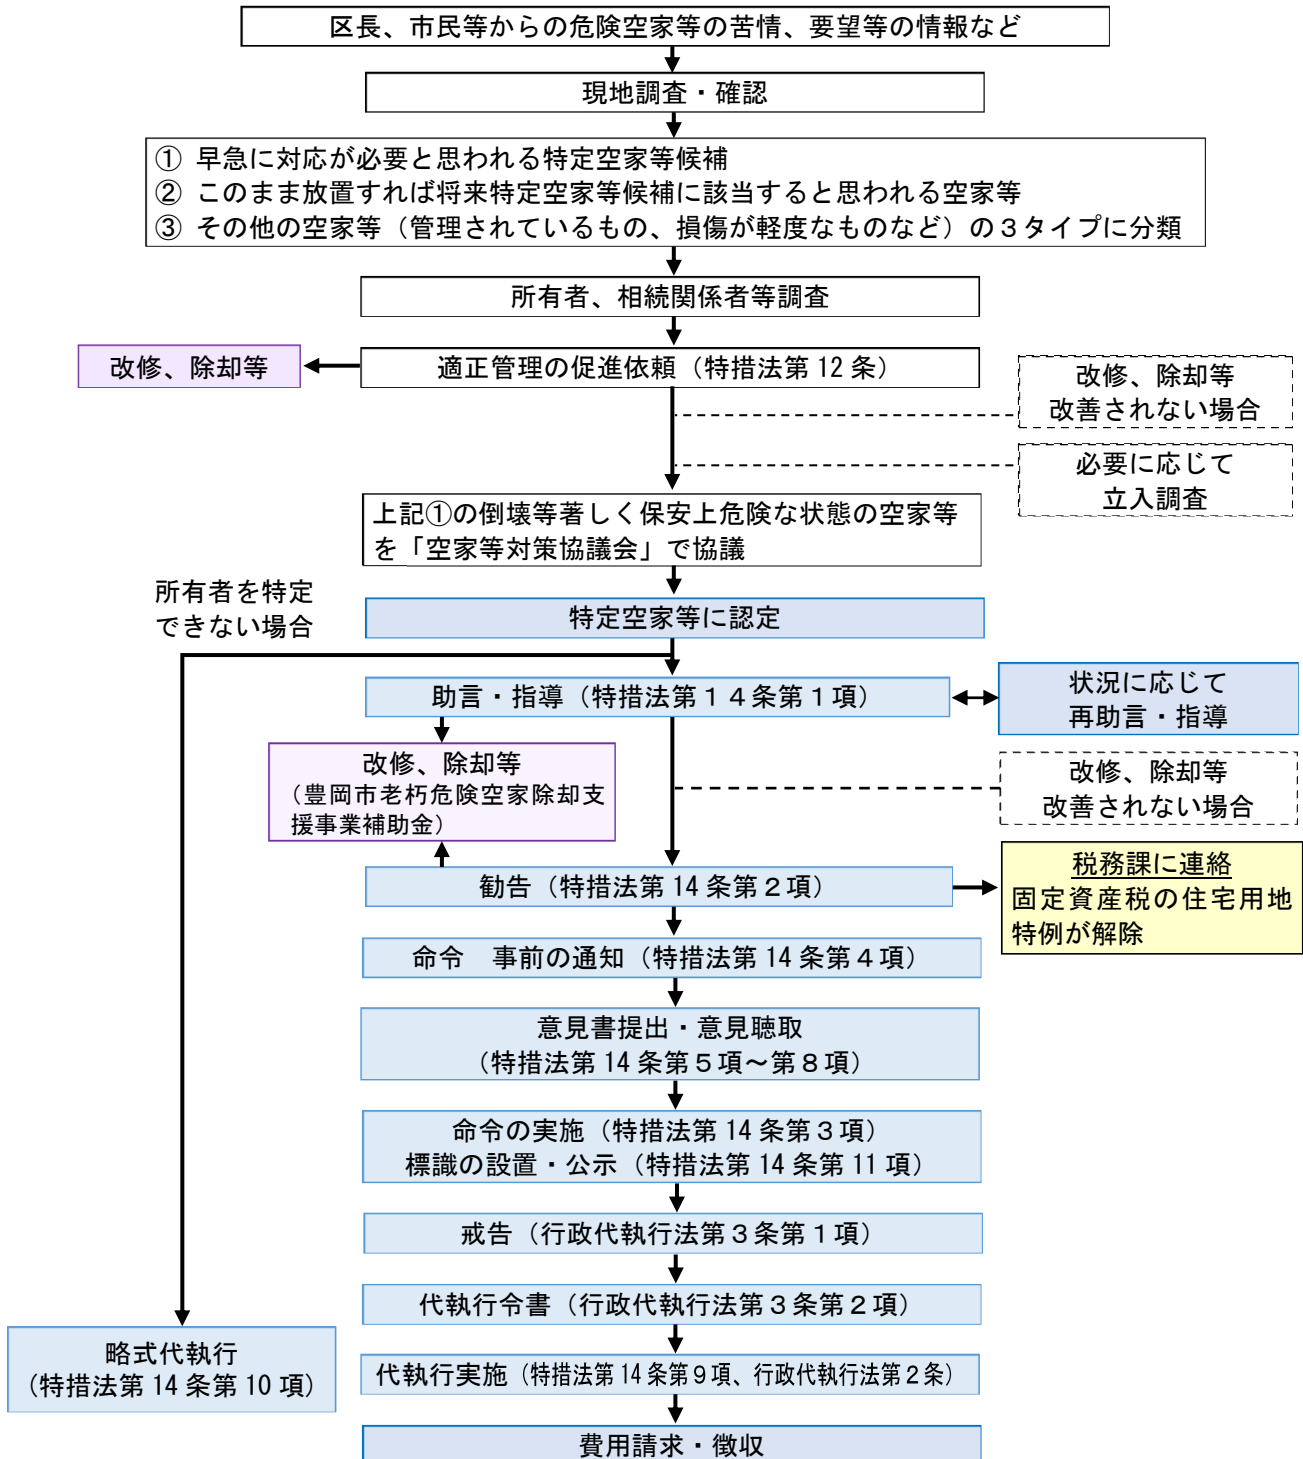 区長、市民等からの危険空家等の苦情、要望等の情報など
現地調査・確認
① 早急に対応が必要と思われる特定空家等候補
② このまま放置すれば将来特定空家等候補に該当すると思われる空家等
③ その他の空家等（管理されているもの、損傷が軽度なものなど）の３タイプに分類
所有者、相続関係者等調査
改修、除却等
適正管理の促進依頼（特措法第 12 条）
改修、除却等
改善されない場合
必要に応じて
立入調査
上記①の倒壊等著しく保安上危険な状態の空家等
を「空家等対策協議会」で協議
所有者を特定
できない場合
特定空家等に認定
助言・指導（特措法第１４条第１項）
状況に応じて
再助言・指導
改修、除却等
（豊岡市老朽危険空家除却支
援事業補助金）
改修、除却等
改善されない場合
勧告（特措法第 14 条第２項）
税務課に連絡
固定資産税の住宅用地
特例が解除
命令　事前の通知（特措法第 14 条第４項）
意見書提出・意見聴取
（特措法第 14 条第５項～第８項）
命令の実施（特措法第 14 条第３項）
標識の設置・公示（特措法第 14 条第 11 項）
戒告（行政代執行法第３条第１項）
代執行令書（行政代執行法第３条第２項）
略式代執行
（特措法第 14 条第 10 項）
代執行実施（特措法第 14 条第９項、行政代執行法第２条）
費用請求・徴収